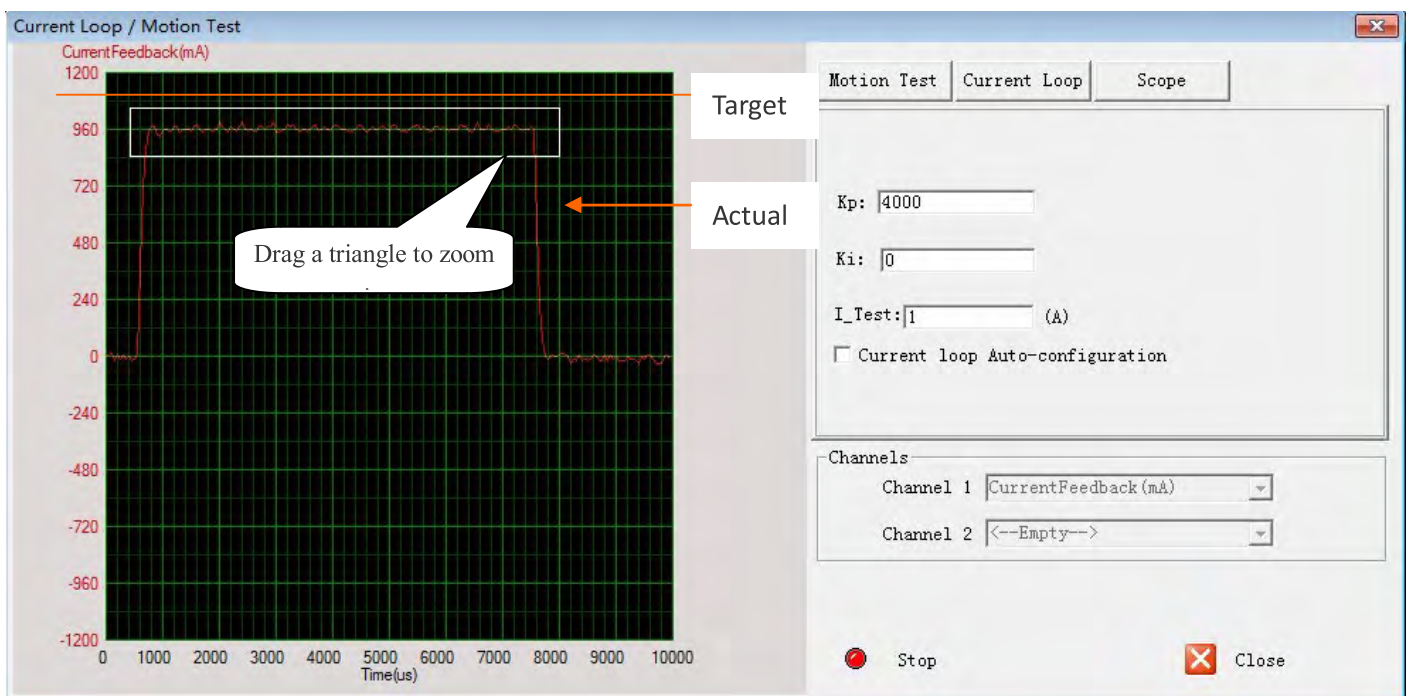 Current Loop / Motion Test
CurrentFeedback(mA)
1200
960
720
480
240
0
-240
-480
-720
-960
-1200
0 1000 2000 3000 4000 5000 6000 7000 8000 9000 10000
Time(us)
Target
Actual
Drag a triangle to zoom
.
Motion Test Current Loop Scope
Kp: 4000
Ki: 0
I_Test: 1 (A)
Current loop Auto-configuration
Channels
Channel 1 CurrentFeedback(mA)
Channel 2 <--Empty-->
Stop Close